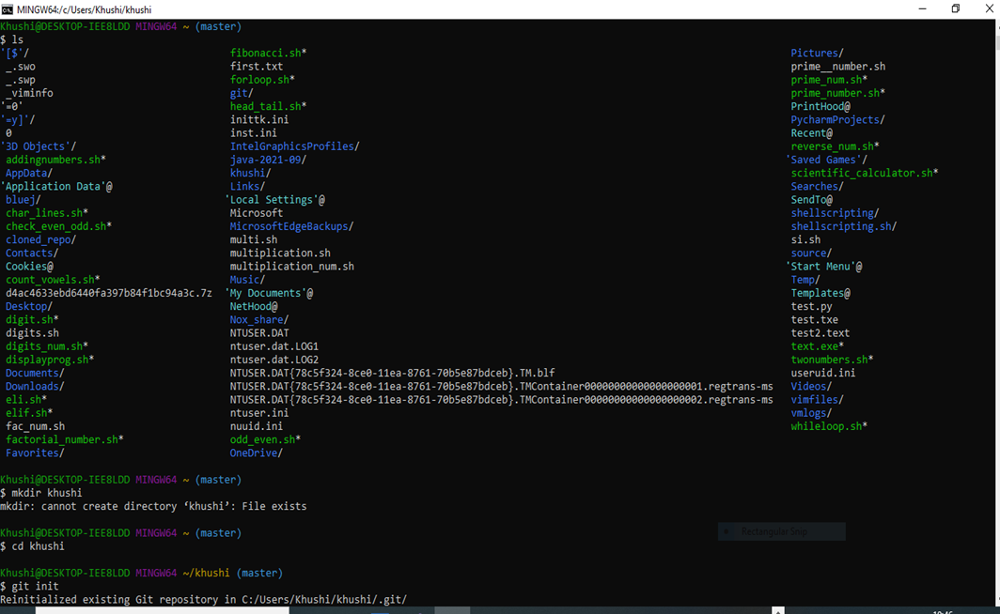 MINGW64:/c/Users/Khushi/khushi
Khushi@DESKTOP-IEE8LDD MINGW64 ~ (master)
$ ls
'[$'/ fibonacci.sh* Pictures/
_.swo first.txt prime__number.sh
_.swp forloop.sh* prime_num.sh*
_viminfo git/ prime_number.sh*
'=0' head_tail.sh* PrintHood@
'=y]'/ inittk.ini PycharmProjects/
0 inst.ini Recent@
'3D Objects'/ IntelGraphicsProfiles/ reverse_num.sh*
addingnumbers.sh* java-2021-09/ 'Saved Games'/
AppData/ khushi/ scientific_calculator.sh*
'Application Data'@ Links/ Searches/
bluej/ 'Local Settings'@ SendTo@
char_lines.sh* Microsoft shellscripting/
check_even_odd.sh* MicrosoftEdgeBackups/ shellscripting.sh/
cloned_repo/ multi.sh si.sh
Contacts/ multiplication.sh source/
Cookies@ multiplication_num.sh 'Start Menu'@
count_vowels.sh* Music/ Temp/
d4ac4633ebd6440fa397b84f1bc94a3c.7z 'My Documents'@ Templates@
Desktop/ NetHood@ test.py
digit.sh* Nox_share/ test.txe
digits.sh NTUSER.DAT test2.text
digits_num.sh* ntuser.dat.LOG1 text.exe*
displayprog.sh* ntuser.dat.LOG2 twonumbers.sh*
Documents/ NTUSER.DAT{78c5f324-8ce0-11ea-8761-70b5e87bdceb}.TM.blf useruid.ini
Downloads/ NTUSER.DAT{78c5f324-8ce0-11ea-8761-70b5e87bdceb}.TMContainer00000000000000000001.regtrans-ms Videos/
eli.sh* NTUSER.DAT{78c5f324-8ce0-11ea-8761-70b5e87bdceb}.TMContainer00000000000000000002.regtrans-ms vimfiles/
elif.sh* ntuser.ini vmlogs/
fac_num.sh nuuid.ini whileloop.sh*
factorial_number.sh* odd_even.sh*
Favorites/ OneDrive/
Khushi@DESKTOP-IEE8LDD MINGW64 ~ (master)
$ mkdir khushi
mkdir: cannot create directory ‘khushi’: File exists
Khushi@DESKTOP-IEE8LDD MINGW64 ~ (master)
$ cd khushi
Rectangular Snip
Khushi@DESKTOP-IEE8LDD MINGW64 ~/khushi (master)
$ git init
Reinitialized existing Git repository in C:/Users/Khushi/khushi/.git/